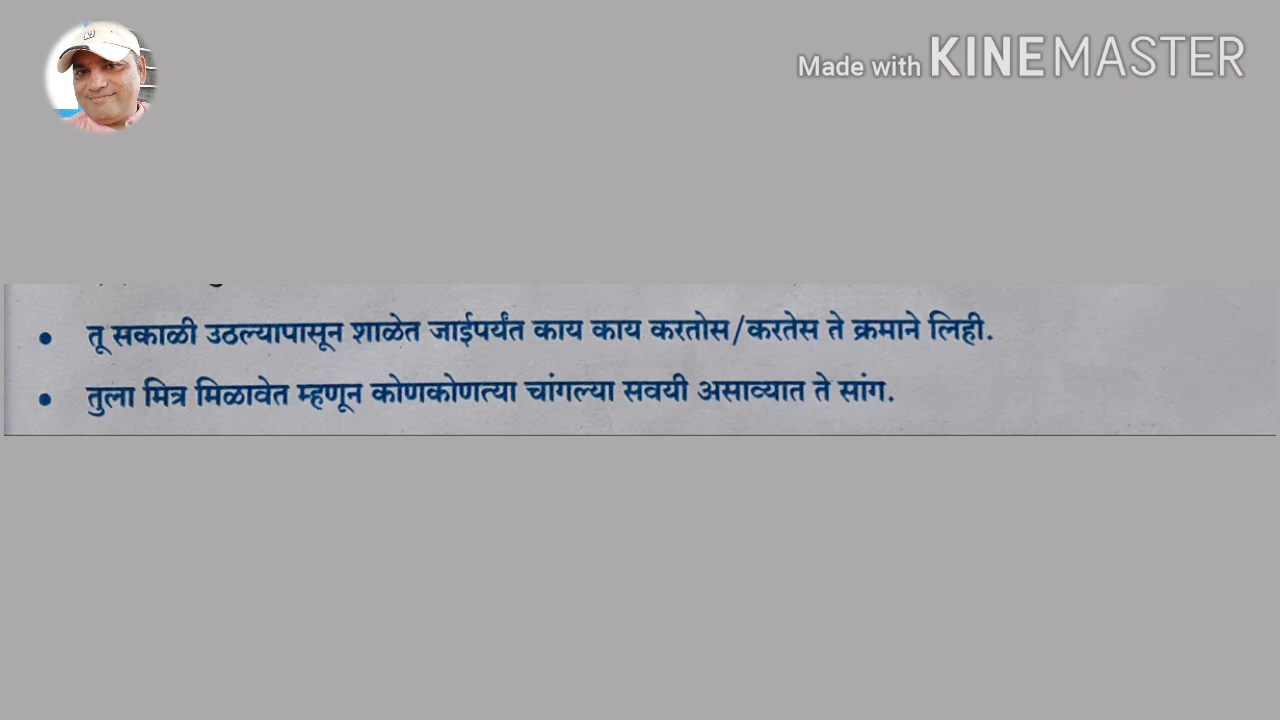 Made with KINEMASTER
• तू सकाळी उठल्यापासून शाळेत जाईपर्यंत काय काय करतोस/करतेस ते क्रमाने लिही.
• तुला मित्र मिळावेत म्हणून कोणकोणत्या चांगल्या सवयी असाव्यात ते सांग.